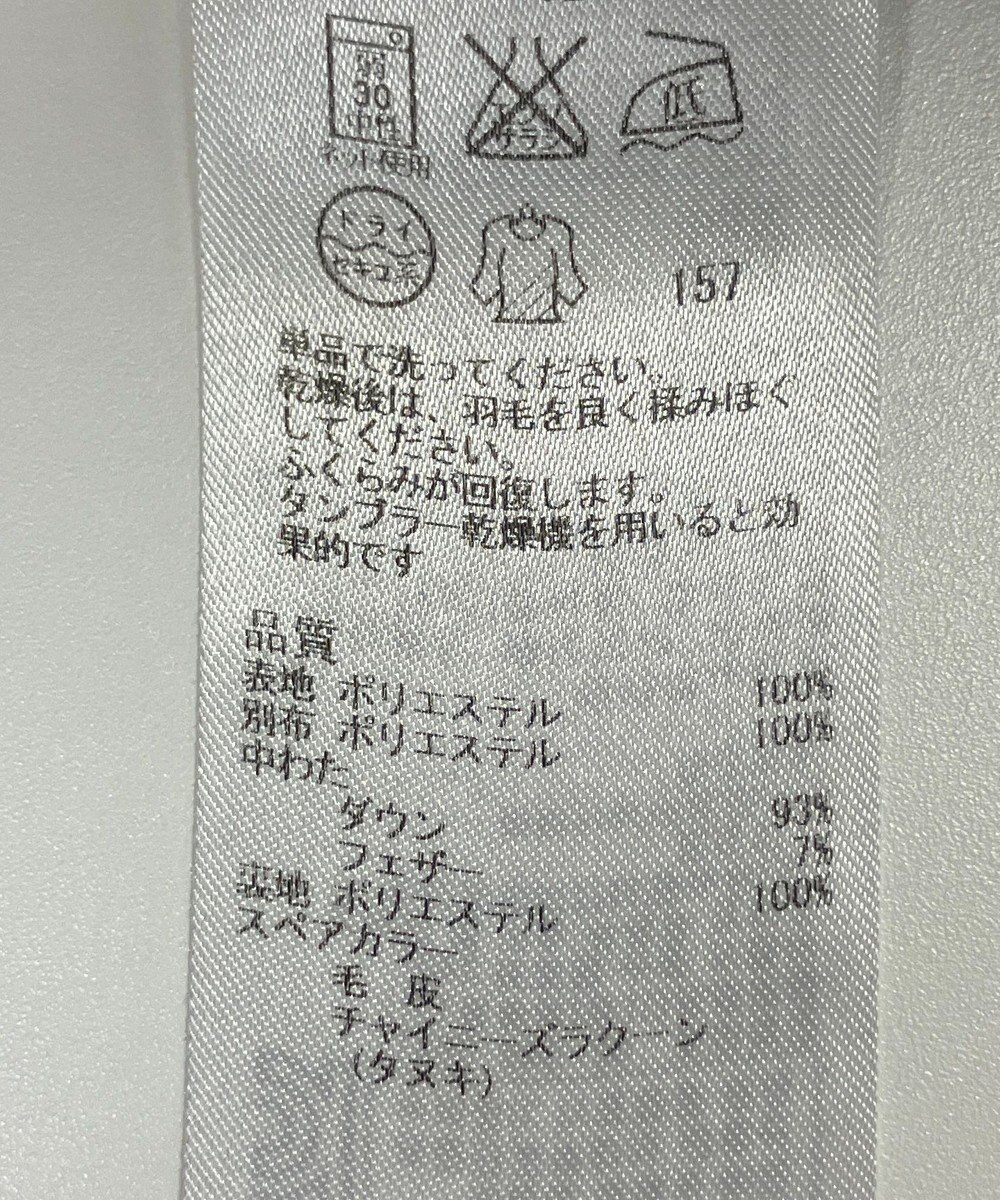 弱
30
中性
ネット使用
エンソ
サラシ
低
ドライ
セキユ系
157
単品で洗ってください。
乾燥後は、羽毛を良く揉みほぐ
してください。
ふくらみが回復します。
タンブラー乾燥機を用いると効
果的です
品質
表地 ポリエステル 100%
別布 ポリエステル 100%
中わた
ダウン 93%
フェザー 7%
裏地 ポリエステル 100%
スペアカラー
毛 皮
チャイニーズラクーン
(タヌキ)